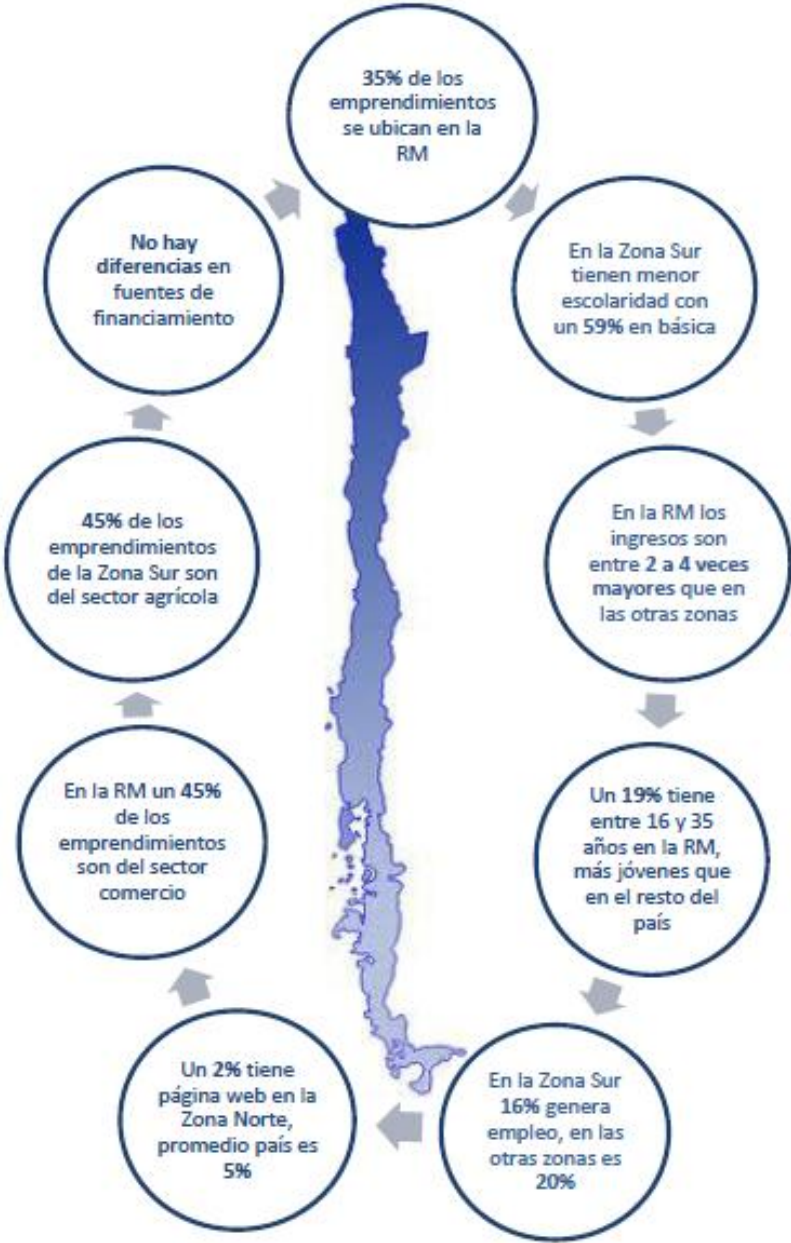 35% de los
emprendimientos
se ubican en la
RM
En la Zona Sur
tienen menor
escolaridad con
un 59% en básica
En la RM los
ingresos son
entre 2 a 4 veces
mayores que en
las otras zonas
Un 19% tiene
entre 16 y 35
años en la RM,
más jóvenes que
en el resto del
país
En la Zona Sur
16% genera
empleo, en las
otras zonas es
20%
Un 2% tiene
página web en la
Zona Norte,
promedio país es
5%
En la RM un 45%
de los
emprendimientos
son del sector
comercio
45% de los
emprendimientos
de la Zona Sur son
del sector agrícola
No hay
diferencias en
fuentes de
financiamiento